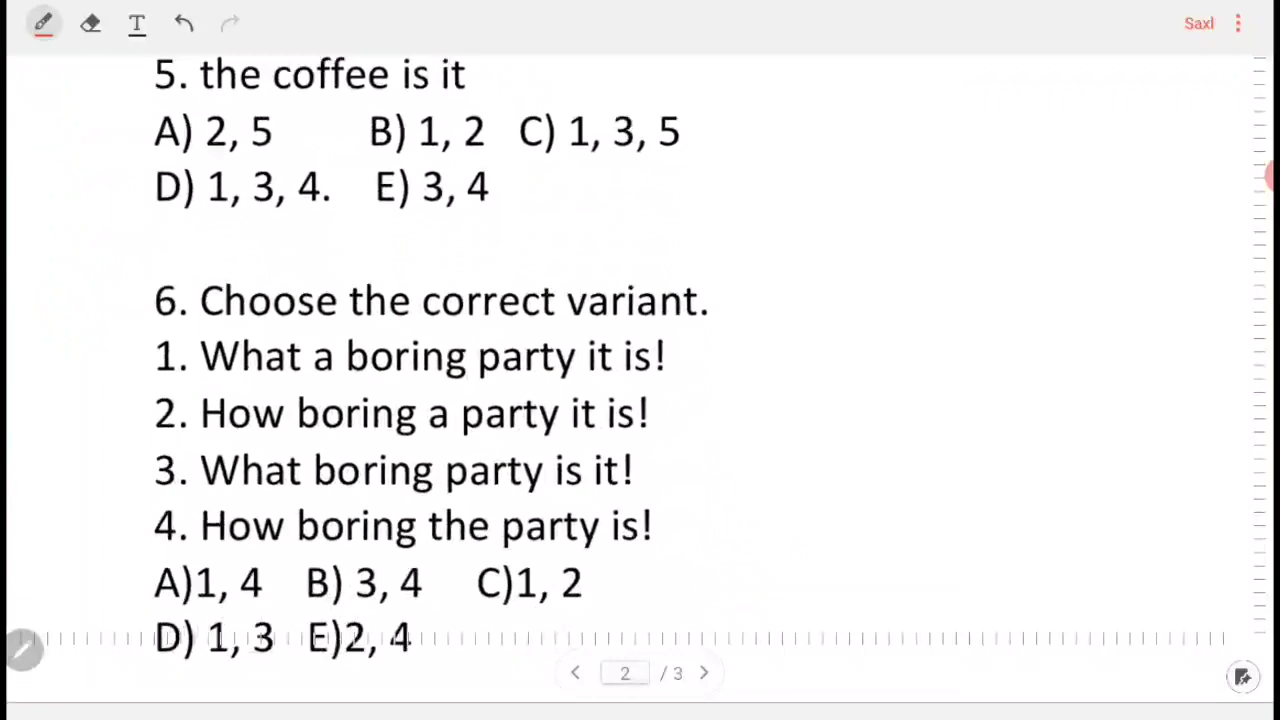 T
Saxl
5. the coffee is it
A) 2, 5 B) 1, 2 C) 1, 3, 5
D) 1, 3, 4. E) 3, 4
6. Choose the correct variant.
1. What a boring party it is!
2. How boring a party it is!
3. What boring party is it!
4. How boring the party is!
A)1, 4 B) 3, 4 C)1, 2
D) 1, 3 E)2, 4
2 / 3